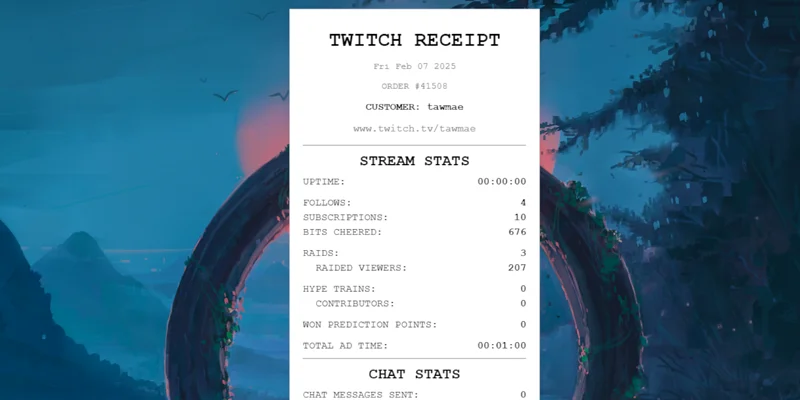 TWITCH RECEIPT
Fri Feb 07 2025
ORDER #41508
CUSTOMER: tawmae
www.twitch.tv/tawmae
STREAM STATS
UPTIME: 00:00:00
FOLLOWS: 4
SUBSCRIPTIONS: 10
BITS CHEERED: 676
RAIDS: 3
RAIDED VIEWERS: 207
HYPE TRAINS: 0
CONTRIBUTORS: 0
WON PREDICTION POINTS: 0
TOTAL AD TIME: 00:01:00
CHAT STATS
CHAT MESSAGES SENT: 0